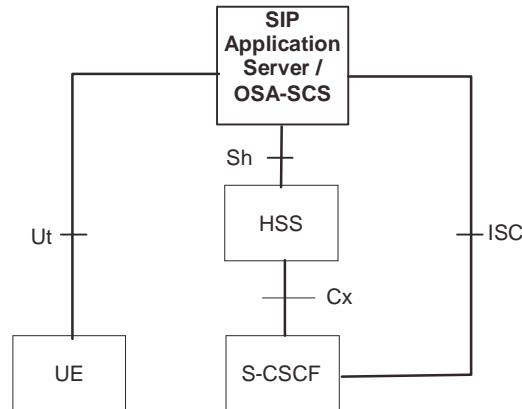 SIP
Application
Server /
OSA-SCS
Sh
HSS
Ut
ISC
Cx
UE
S-CSCF